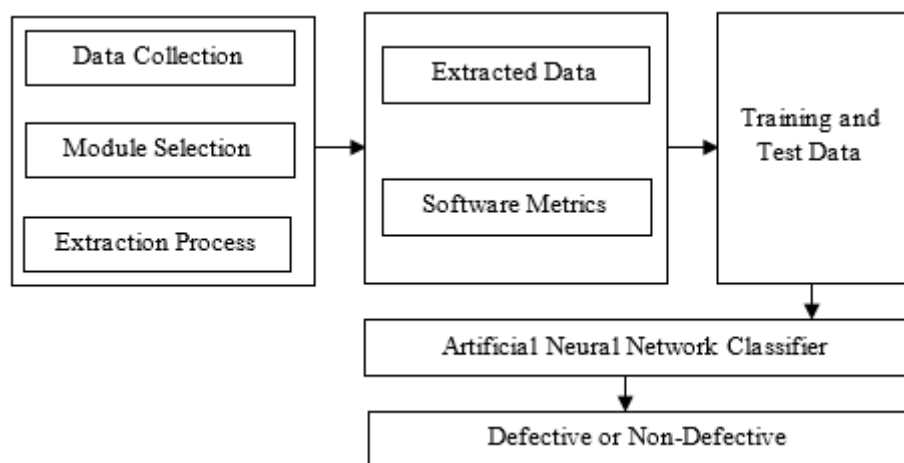 Data Collection
Module Selection
Extraction Process
Extracted Data
Software Metrics
Training and
Test Data
Artificial Neural Network Classifier
Defective or Non-Defective